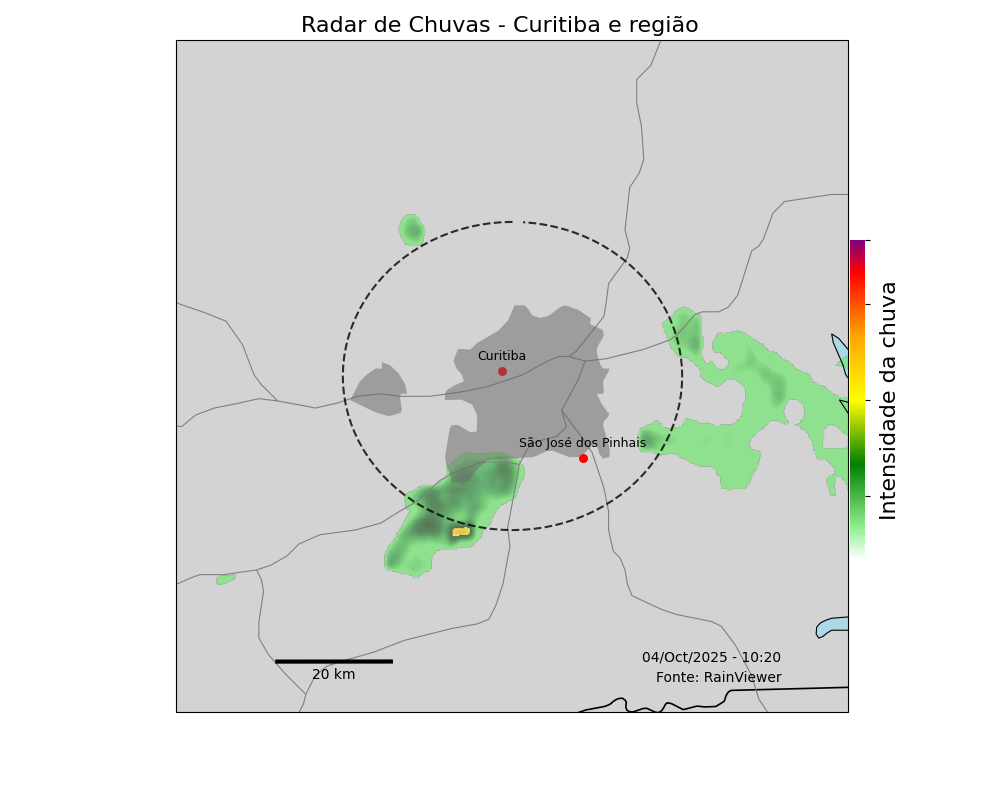 Radar de Chuvas - Curitiba e região
Curitiba
São José dos Pinhais
Intensidade da chuva
04/Oct/2025 - 10:20
20 km
Fonte: RainViewer